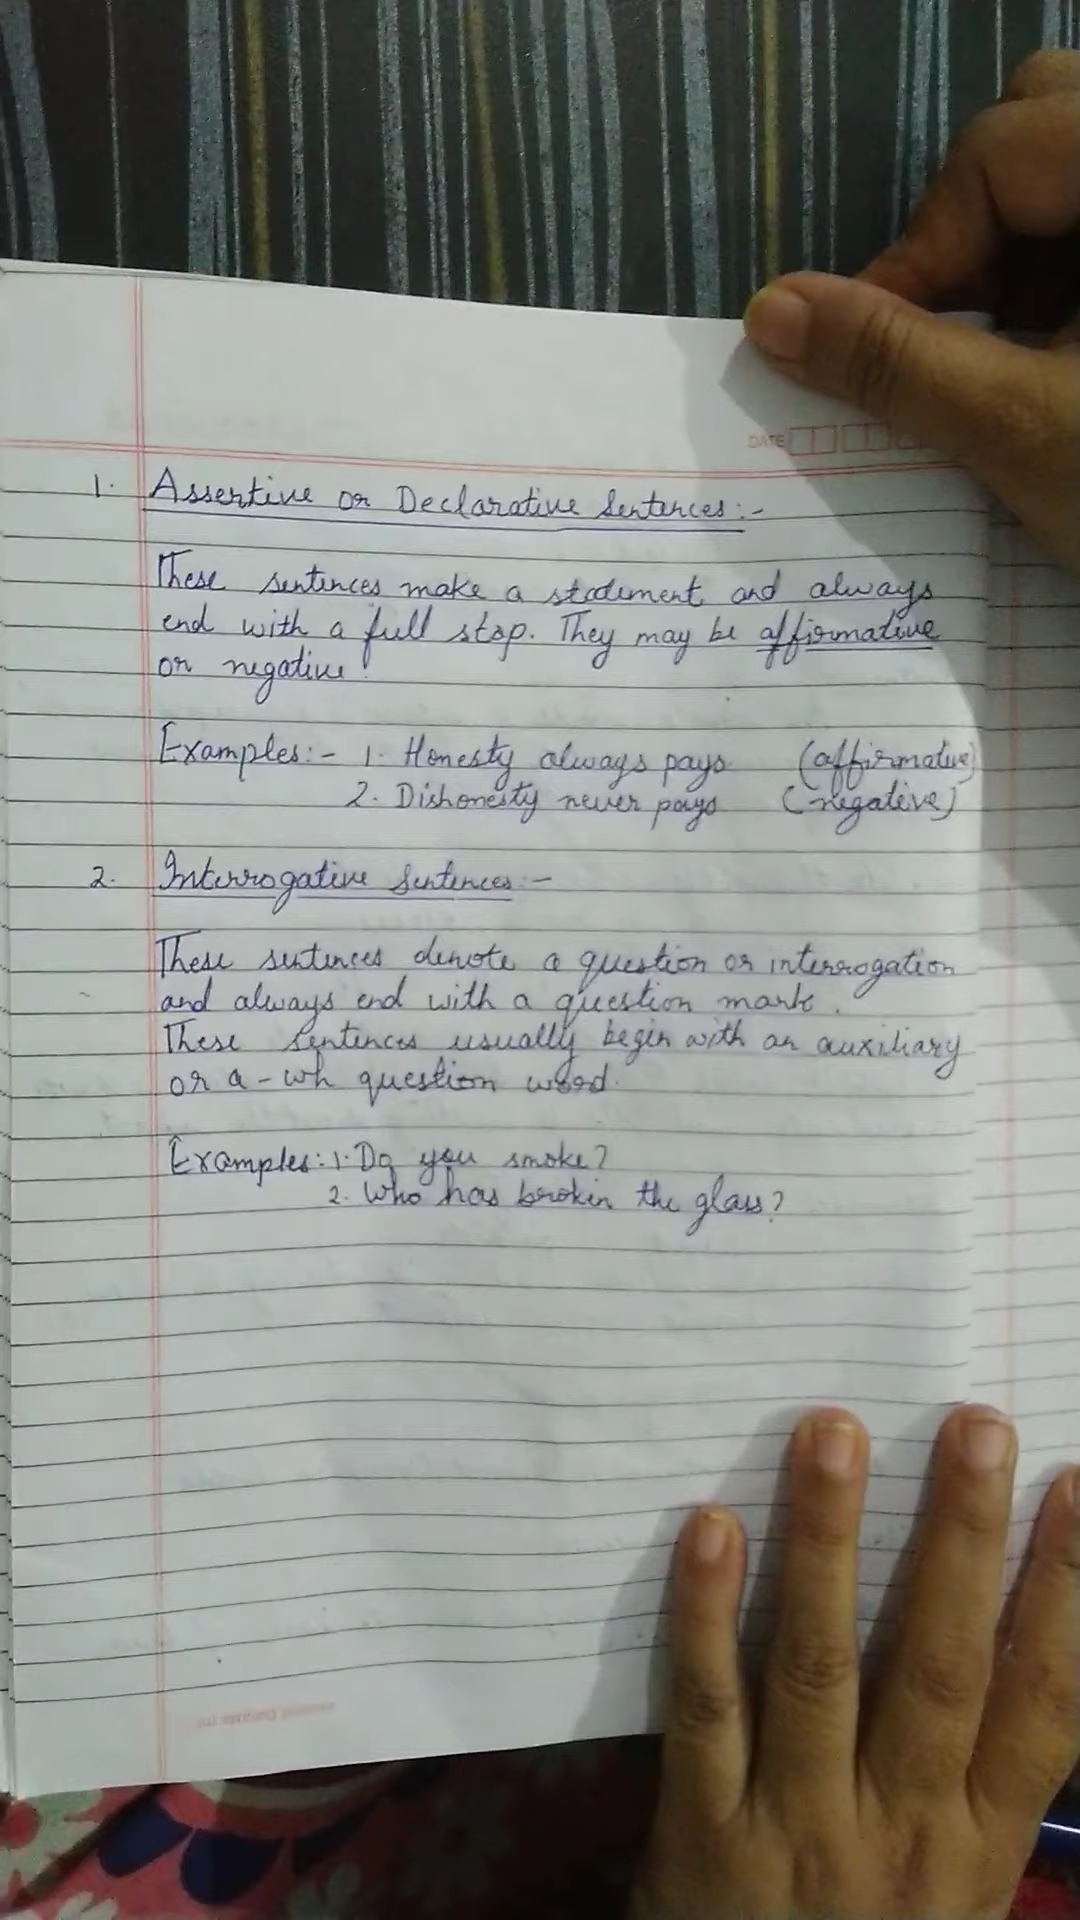 DATE
1. Assertive or Declarative Sentences:-
These sentences make a statement and always
end with a full stop. They may be affirmative
or negative.
Examples:- 1. Honesty always pays. (affirmative)
2. Dishonesty never pays (negative)
2. Interrogative Sentences:-
These sentences denote a question or interrogation
and always end with a question mark.
These sentences usually begin with an auxiliary
or a -wh question word.
Examples: 1. Do you smoke?
2. Who has broken the glass?